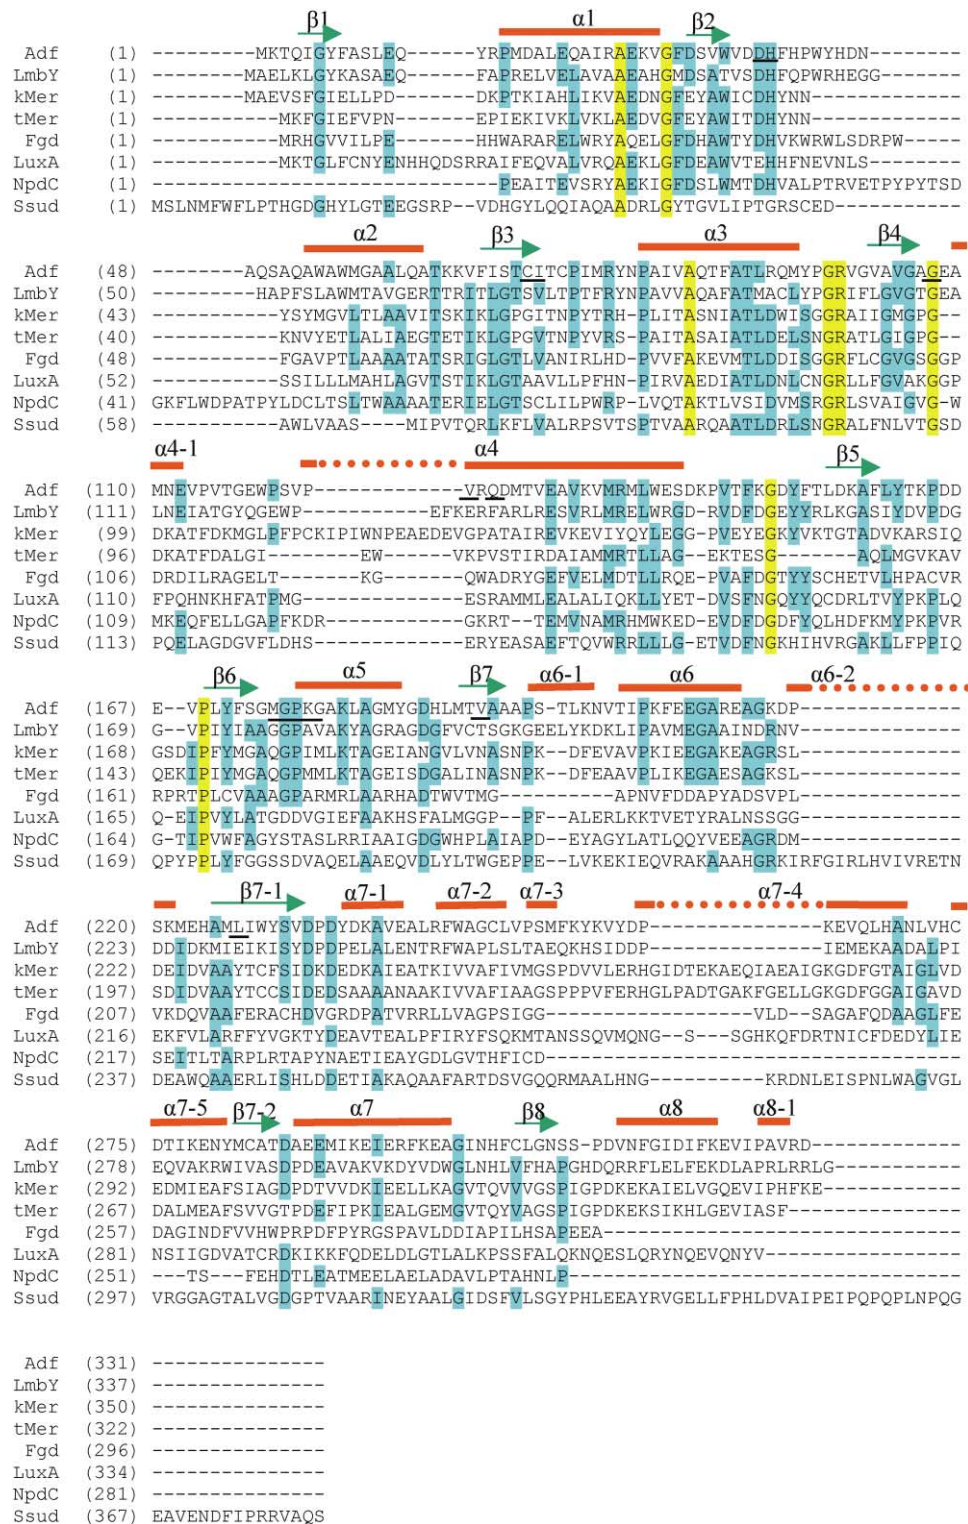 β1 α1 β2
Adf (1) ---------MKTQIGYFASLEQ------YRPMDALEQAIRAEKVGFDSVWVDDHFHPWYHDN------
LmbY (1) -------MAELKLGYKASAEQ------FAPRELVELAVAAEAHGMDSATVSDHFQPWRHEGG-----
kMer (1) -------MAEVSFGIELLPD-------DKPTKIAHLIKVAEDNGFEYAWICDHYNN-----------
tMer (1) ----------MKFGIEFVPN-------EPIEKIVKLVKLAEDVGFEYAWITDHYNN-----------
Fgd (1) ---------MRHGVVILPE------HHWARARELWRYAQELGFDHAWTYDHVKWRWLSDRPW-----
LuxA (1) ----------MKTGLFCNYENHHQDSRRAIFEQVALVRQAEKLGFDEAWVTEHHFNEVNLS------
NpdC (1) --------------------------PEAITEVSRYAEKIGFDSLWMTDHVALPTRVETPYPYTSD
Ssud (1) MSLNMFWFLPTHGDGHYLGTEEGSRP--VDHGYLQQIAQAADRLGYTGVLIPTGRSCED--------
α2 β3 α3 β4
Adf (48) --------AQSAQAWAWMGAALQATKKVFISTCITCPIMRYNPAIVAQTFATLRQMYPGRVGVAVGAGEA
LmbY (50) --------HAPFSLAWMTAVGERTTRITLGTSVLTPTFRYNPAVVAQAFATMACLYPGRIFLGVGTGEA
kMer (43) -----------YSYMGVLTLAAVITSKIKLGPGITNPYTRH-PLITASNIATLDWISGGRAIIGMGPG--
tMer (40) -----------KNVYETLALIAEGTETIKLGPGVTNPYVRS-PAITASAIATLDELSNGRATLGIGPG--
Fgd (48) -----------FGAVPTLAAAATATSRIGLGTLVANIRLHD-PVVFAKEVMTLDDISGGRFLCGVGSGGP
LuxA (52) -----------SSILLLMAHLAGVTSTIKLGTAAVLLPFHN-PIRVAEDIATLDNLCNGRLLFGVAKGGP
NpdC (41) GKFLWDPATPYLDCLTSLTWAAAATERIELGTSCLILPWRP-LVQTAKTLVSIDVMSRGRLSVAIGVG-W
Ssud (58) -----------AWLVAAS----MIPVTQRLKFLVALRPSVTSPTVAARQAATLDRLSNGRALFNLVTGSD
α4-1 α4 β5
Adf (110) MNEVPVTGEWPSVP------------VRQDMTVEAVKVMRMLWESDKPVTFKGDYFTLDKAFLYTKPDD
LmbY (111) LNEIATGYQGEWP----------EFKERFARLRESVRLMRELWRGD-RVDFDGEYYRLKGASIYDVPDG
kMer (99) DKATFDKMGLPFPCKIPIWNPEAEDEVGPATAIREVKEVIYQYLEGG-PVEYEGKYVKTGTADVKARSIQ
tMer (96) DKATFDALGI-----EW------VKPVSTIRDAIAMMRTLLAG--EKTESG-------AQLMGVKAV
Fgd (106) DRDILRAGELT----KG--------QWADRYGEFVELMDTLLRQE-PVAFDGTYYSCHETVLHPACVR
LuxA (110) FPQHNKHFATPMG-------------ESRAMMLEALALIQKLLYET-DVSFNGQYYQCDRLTVYPKPLQ
NpdC (109) MKEQFELLGAPFKDR----------GKRT--TEMVNAMRHMWKED-EVDFDGDFYQLHDFKMYPKPVR
Ssud (113) PQELAGDGVFLDHS------------ERYEASAEFTQVWRRLLLG-ETVDFNGKHIHVRGAKLLFPPIQ
β6 α5 β7 α6-1 α6 α6-2
Adf (167) E--VPLYFSGMGPKGAKLAGMYGDHLMTVAAAPS-TLKNVTIPKFEEGAREAGKDP--------------
LmbY (169) G--VPIYIAAGGPAVAKYAGRAGDGFVCTSGKGEELYKDKLIPAVMEGAAINDRNV--------------
kMer (168) GSDIPFYMGAQGPIMLKTAGEIANGVLVNASNPK-DFEVAVPKIEEGAKEAGRSL---------------
tMer (143) QEKIPIYMGAQGPMMLKTAGEISDGALINASNPK-DFEAAVPLIKEGAESAGKSL---------------
Fgd (161) RPRTPLCVAAAGPARMRLAARHADTWVTMG-------APNVFDDAPYADSVPL---------------
LuxA (165) Q-EIPVYLATGDDVGIEFAAKHSFALMGGP--PF--ALERLKKTVETYRALNSSGG--------------
NpdC (164) G-TIPVWFAGYSTASLRRIAAIGDGWHPLAIAPD--EYAGYLATLQQYVEEAGRDM--------------
Ssud (169) QPYPPLYFGGSSDVAQELAAEQVDLYLTWGEPPE--LVKEKIEQVRAKAAAHGRKIRFGIRLHVIVRETN
β7-1 α7-1 α7-2 α7-3 α7-4
Adf (220) SKMEHAMLIWYSVDPDYDKAVEALRFWAGCLVPSMFKYKVYDP---------------KEVQLHANLVHC
LmbY (223) DDIDKMIEIKISYDPDPELALENTRFWAPLSLTAEQKHSIDDP---------------IEMEKAADALPI
kMer (222) DEIDVAAYTCFSIDKDEDKAIEATKIVVAFIVMGSPDVVLERHGIDTEKAEQIAEAIGKGDFGTAIGLVD
tMer (197) SDIDVAAYTCCSIDEDSAAAANAAKIVVAFIAAGSPPPVFERHGLPADTGAKFGELLGKGDFGGAIGAVD
Fgd (207) VKDQVAAFERACHDVGRDPATVRRLLVAGPSIGG-----------VLD--SAGAFQDAAGLFE
LuxA (216) EKFVLARFFYVGKTYDEAVTEALPFIRYFSQKMTANSSQVMQNG--S---SGHKQFDRTNICFDEDYLIE
NpdC (217) SEITLTARPLRTAPYNAETIEAYGDLGVTHFICD------------------------------------
Ssud (237) DEAWQAAERLISHLDDETIAKAQAAFARTDSVGQQRMAALHNG----------KRDNLEISPNLWAGVGL
α7-5 β7-2 α7 β8 α8 α8-1
Adf (275) DTIKENYMCATDAEEMIKEIERFKEAGINHFCLGNSS-PDVNFGIDIFKEVIPAVRD-------------
LmbY (278) EQVAKRWIVASDPDEAVAKVKDYVDWGLNHLVFHAPGHDQRRFLELFEKDLAPRLRRLG-----------
kMer (292) EDMIEAFSIAGDPDTVVDKIEELLKAGVTQVVVGSPIGPDKEKAIELVGQEVIPHFKE------------
tMer (267) DALMEAFSVVGTPDEFIPKIEALGEMGVTQYVAGSPIGPDKEKSIKHLGEVIASF---------------
Fgd (257) DAGINDFVVHWPRPDFPYRGSPAVLDDIAPILHSAPEEA-------------------------------
LuxA (281) NSIIGDVATCRDKIKKFQDELDLGTLALKPSSFALQKNQESLQRYNQEVQNYV-----------------
NpdC (251) ---TS---FEHDTLEATMEELAELADAVLPTAHNLP----------------------------------
Ssud (297) VRGGAGTALVGDGPTVAARINEYAALGIDSFVLSGYPHLEEAYRVGELLFPHLDVAIPEIPQPQPLNPQG
Adf (331) ----------------
LmbY (337) ----------------
kMer (350) ----------------
tMer (322) ----------------
Fgd (296) ----------------
LuxA (334) ----------------
NpdC (281) ----------------
Ssud (367) EAVENDFIPRRVAQS